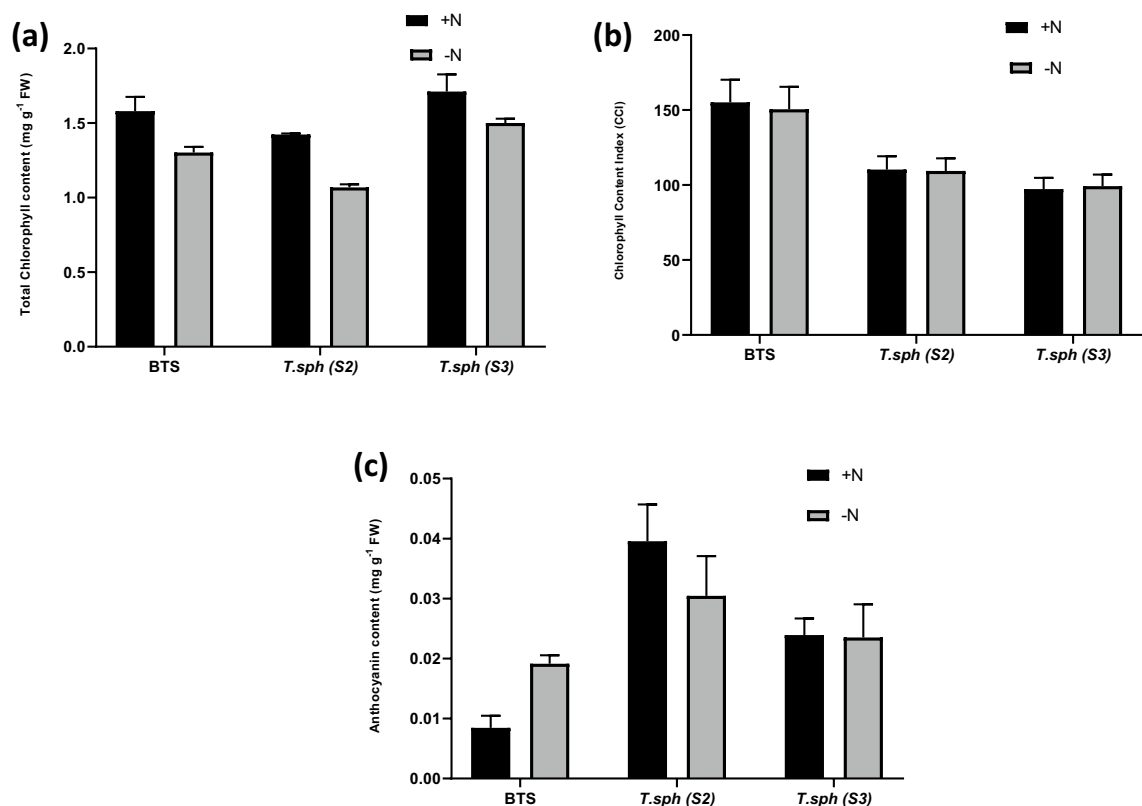 (a)
+N
-N
Total Chlorophyll content (mg g-1 FW)
2.0
1.5
1.0
0.5
0.0
BTS
T.sph (S2)
T.sph (S3)
(b)
+N
-N
Chlorophyll Content Index (CCI)
200
150
100
50
0
BTS
T.sph (S2)
T.sph (S3)
(c)
+N
-N
Anthocyanin content (mg g-1 FW)
0.05
0.04
0.03
0.02
0.01
0.00
BTS
T.sph (S2)
T.sph (S3)